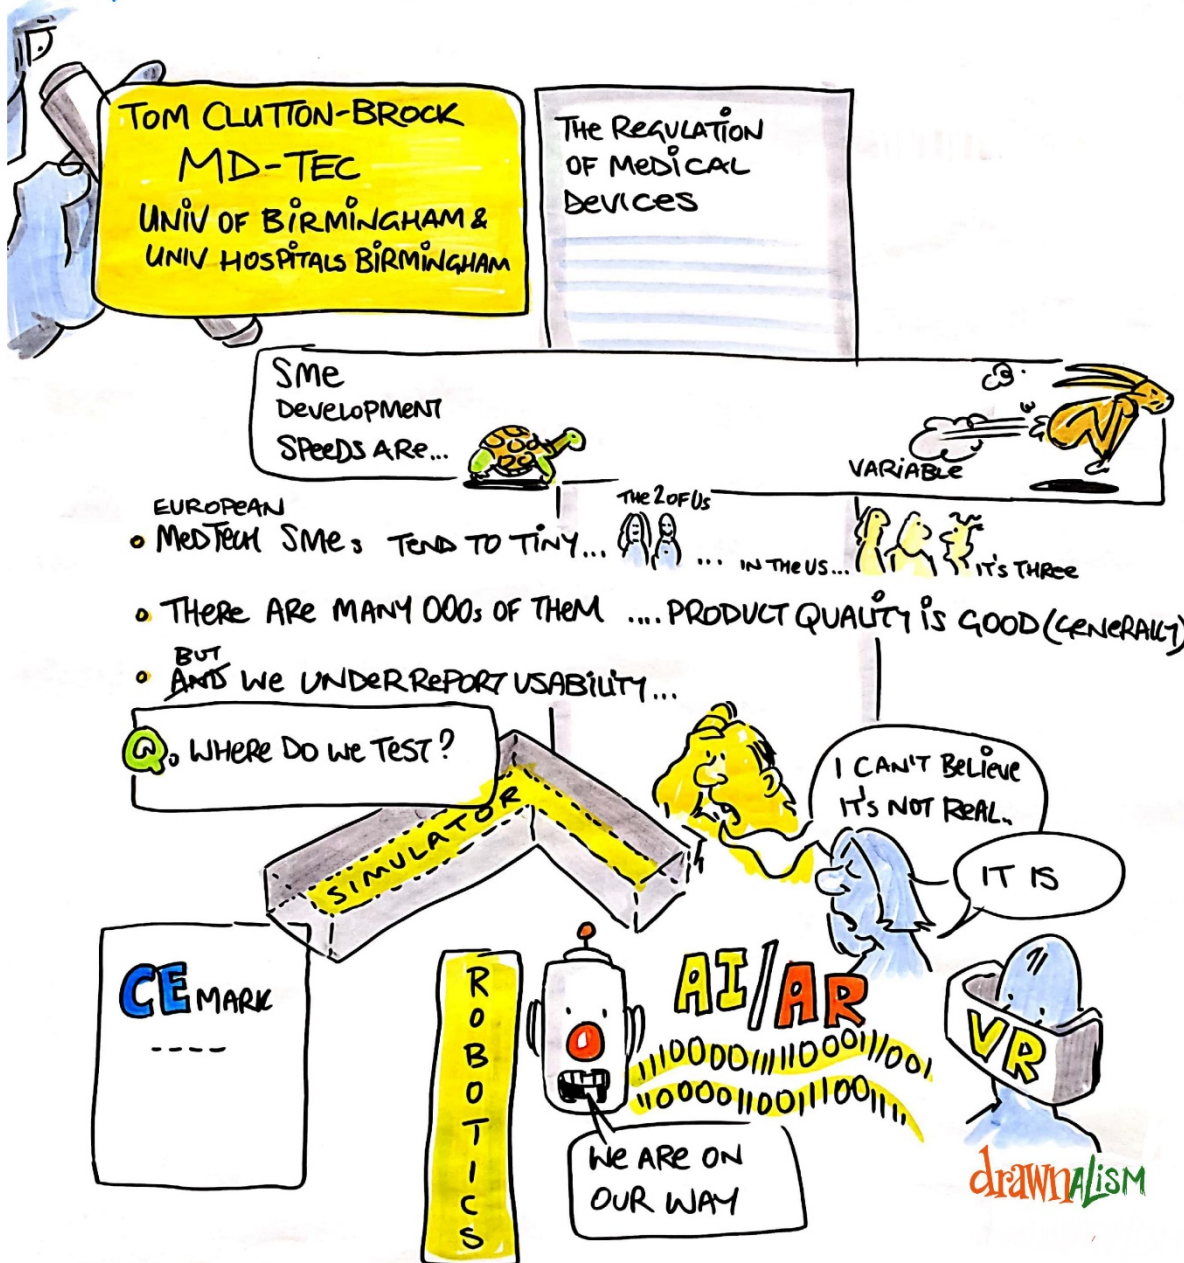 TOM CLUTTON-BROCK
MD-TEC
UNIV OF BIRMINGHAM &
UNIV HOSPITALS BIRMINGHAM
THE REGULATION
OF MEDICAL
DEVICES
SME
DEVELOPMENT
SPEEDS ARE...
VARIABLE
EUROPEAN
• MEDTECH SMEs TEND TO TINY... THE 2 OF US ... IN THE US... IT'S THREE
• THERE ARE MANY 000s OF THEM .... PRODUCT QUALITY IS GOOD (GENERALLY)
BUT
• AND WE UNDER REPORT USABILITY...
Q. WHERE DO WE TEST?
SIMULATOR
I CAN'T BELIEVE
IT'S NOT REAL.
IT IS
CE MARK
ROBOTICS
AI/AR
VR
WE ARE ON
OUR WAY
drawnalism